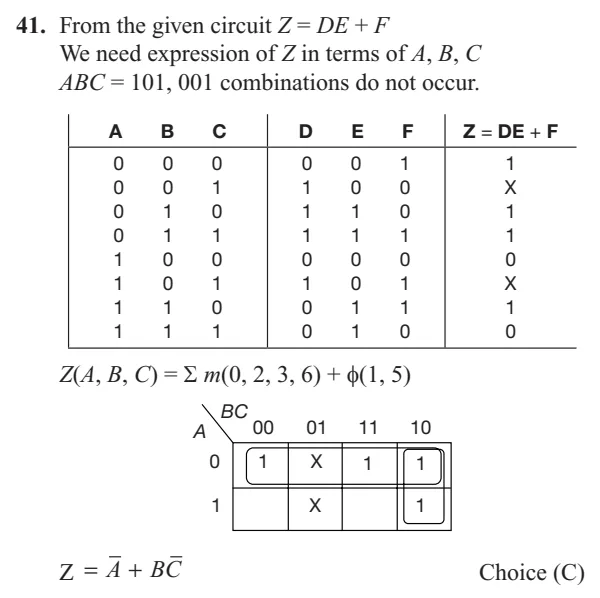 41. From the given circuit Z = DE + F
We need expression of Z in terms of A, B, C
ABC = 101, 001 combinations do not occur.
A B C D E F Z = DE + F
0 0 0 0 0 1 1
0 0 1 1 0 0 X
0 1 0 1 1 0 1
0 1 1 1 1 1 1
1 0 0 0 0 0 0
1 0 1 1 0 1 X
1 1 0 0 1 1 1
1 1 1 0 1 0 0
Z(A, B, C) = Σ m(0, 2, 3, 6) + ϕ(1, 5)
BC
A 00 01 11 10
0 1 X 1 1
1 X 1
Z = A̅ + BC̅ Choice (C)